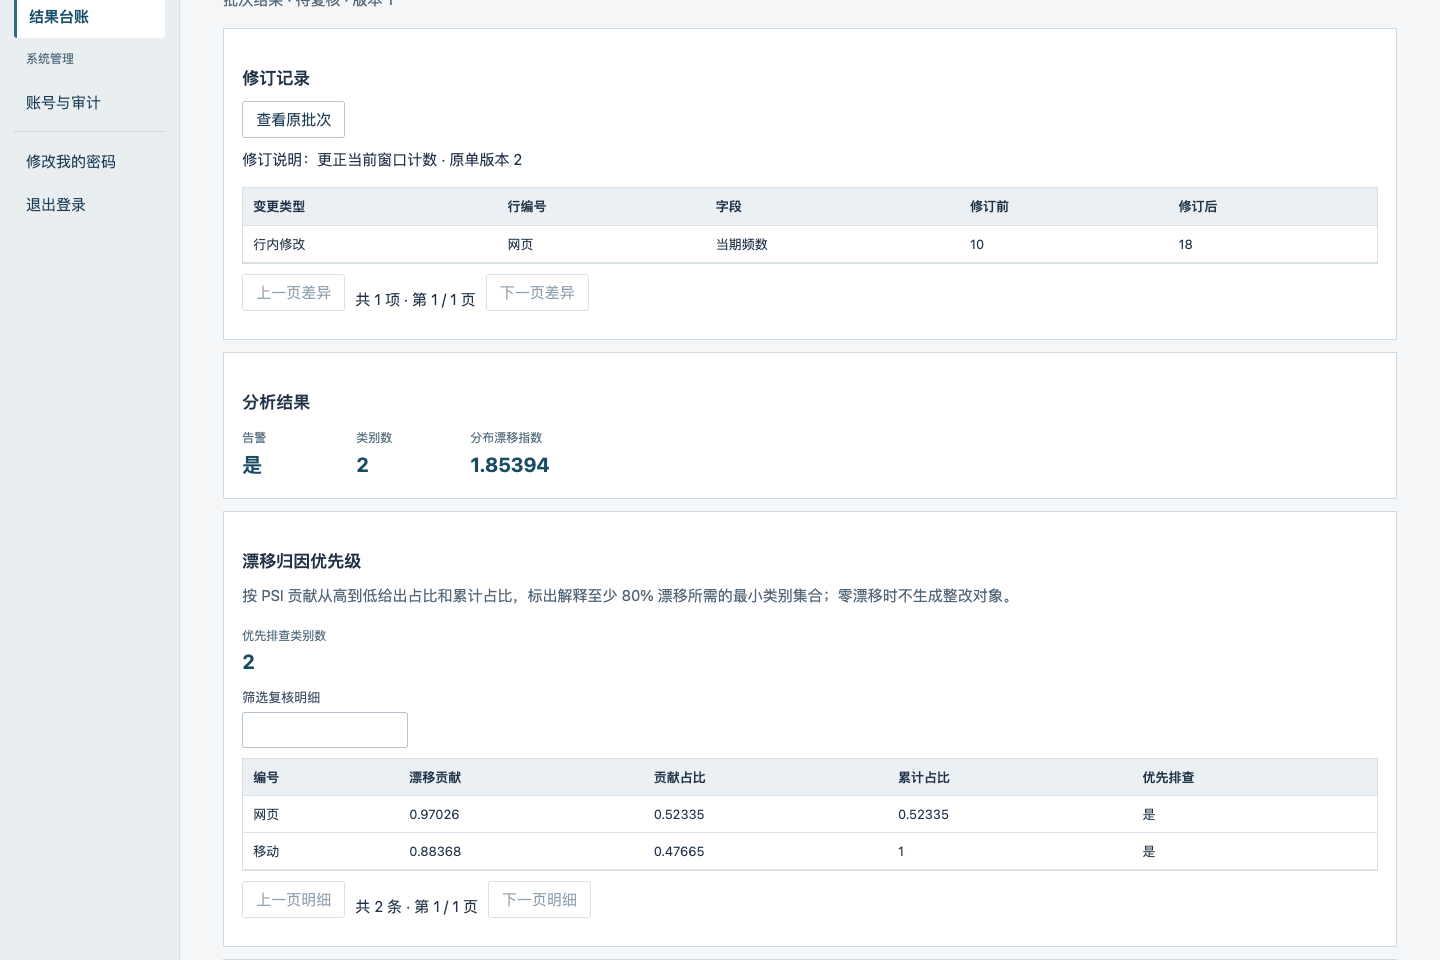 结果台账
系统管理
账号与审计
修改我的密码
退出登录
批次结果 · 待复核 · 版本 1
修订记录
查看原批次
修订说明：更正当前窗口计数 · 原单版本 2
变更类型 行编号 字段 修订前 修订后
行内修改 网页 当期频数 10 18
上一页差异 共 1 项 · 第 1 / 1 页 下一页差异
分析结果
告警 类别数 分布漂移指数
是 2 1.85394
漂移归因优先级
按 PSI 贡献从高到低给出占比和累计占比，标出解释至少 80% 漂移所需的最小类别集合；零漂移时不生成整改对象。
优先排查类别数
2
筛选复核明细
编号 漂移贡献 贡献占比 累计占比 优先排查
网页 0.97026 0.52335 0.52335 是
移动 0.88368 0.47665 1 是
上一页明细 共 2 条 · 第 1 / 1 页 下一页明细